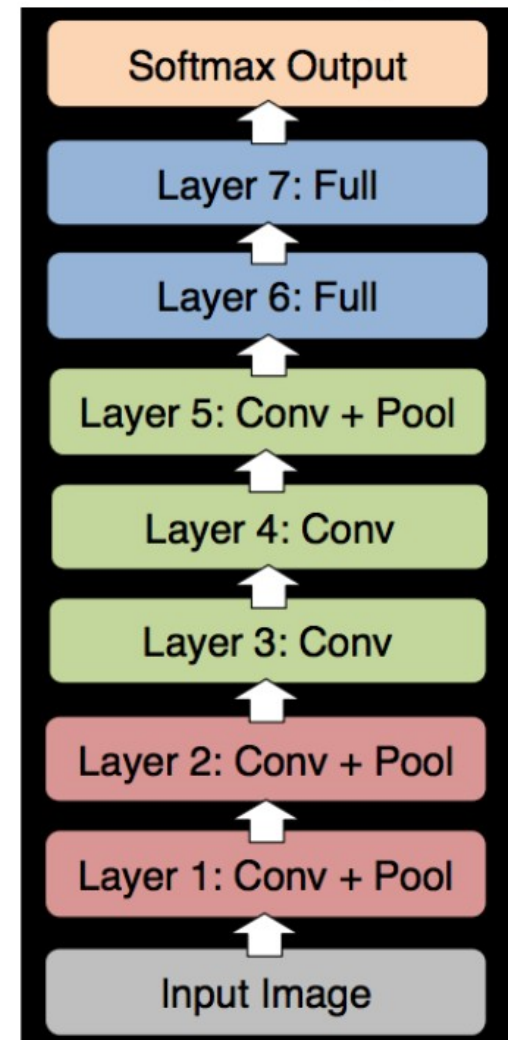 Softmax Output
Layer 7: Full
Layer 6: Full
Layer 5: Conv + Pool
Layer 4: Conv
Layer 3: Conv
Layer 2: Conv + Pool
Layer 1: Conv + Pool
Input Image